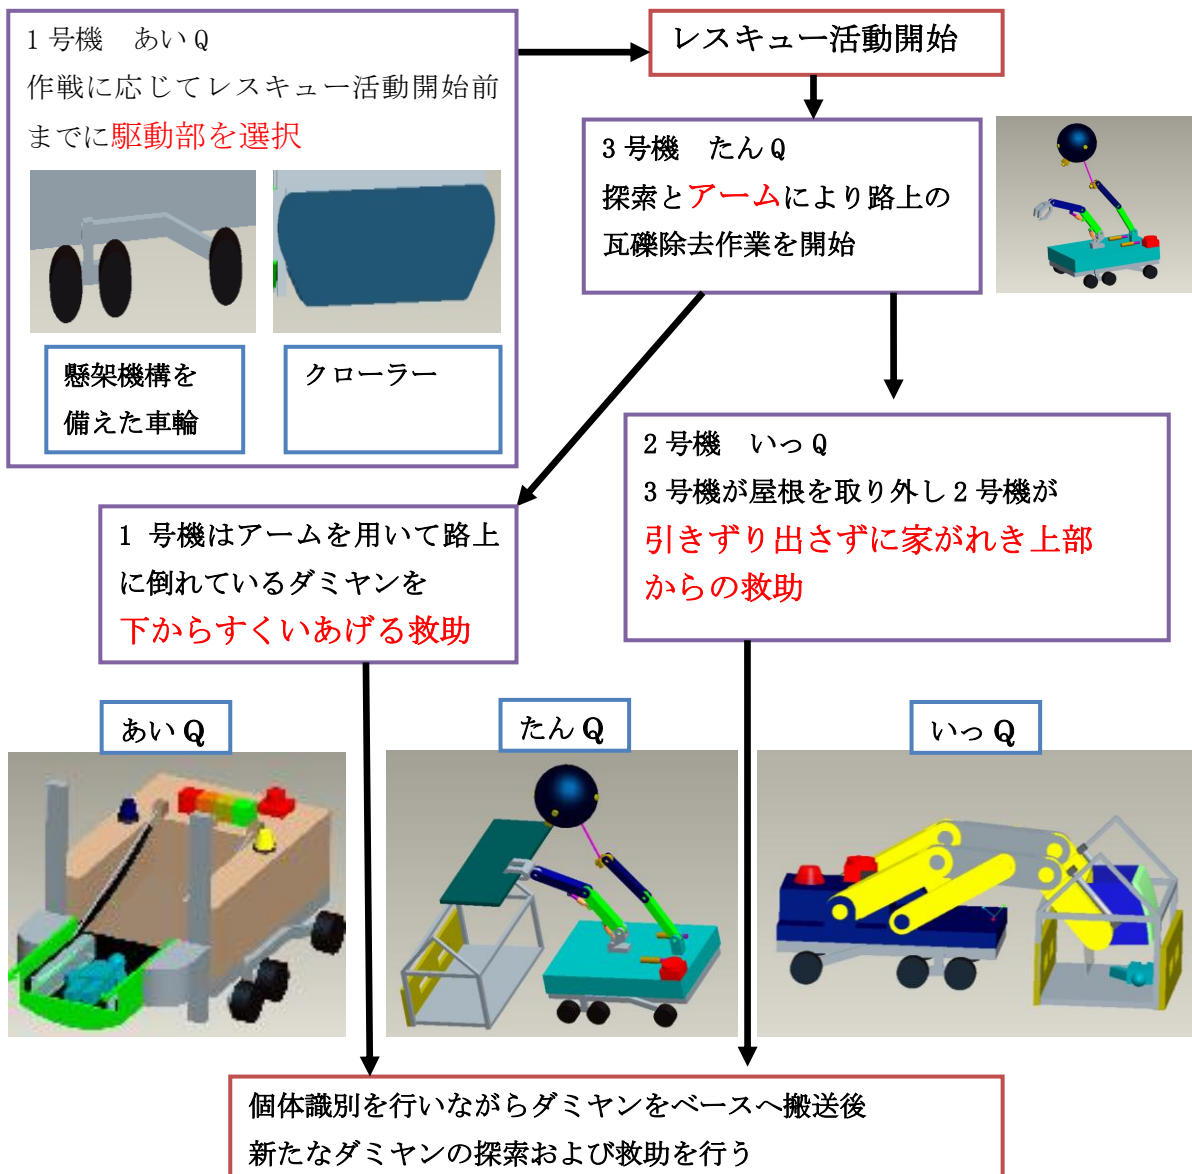 1 号機　あい Q
作戦に応じてレスキュー活動開始前
までに駆動部を選択
懸架機構を
備えた車輪
クローラー
レスキュー活動開始
3 号機　たん Q
探索とアームにより路上の
瓦礫除去作業を開始
2 号機　いっ Q
3 号機が屋根を取り外し 2 号機が
引きずり出さずに家がれき上部
からの救助
1 号機はアームを用いて路上
に倒れているダミヤンを
下からすくいあげる救助
あい Q
たん Q
いっ Q
個体識別を行いながらダミヤンをベースへ搬送後
新たなダミヤンの探索および救助を行う